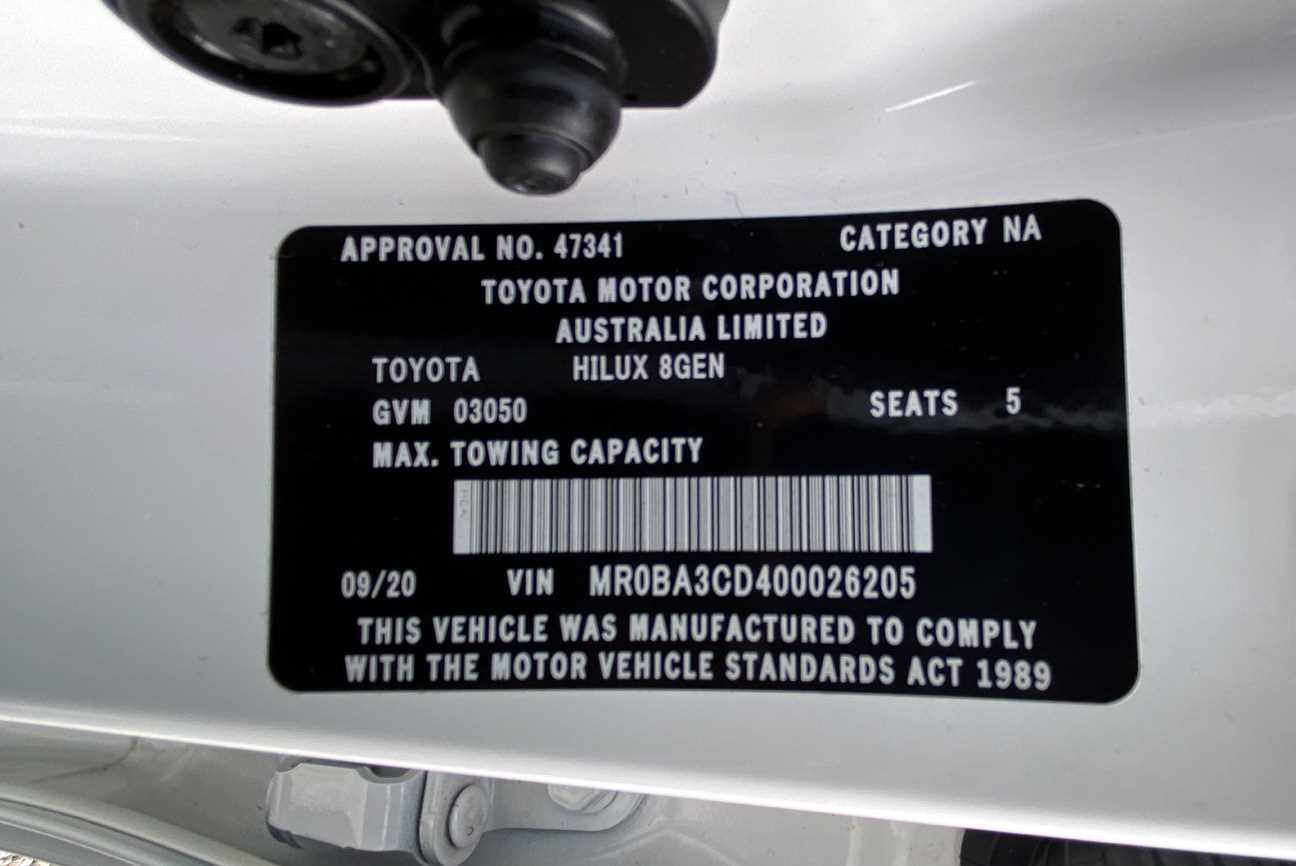 APPROVAL NO. 47341 CATEGORY NA
TOYOTA MOTOR CORPORATION
AUSTRALIA LIMITED
TOYOTA HILUX 8GEN
GVM 03050 SEATS 5
MAX. TOWING CAPACITY
09/20 VIN MR0BA3CD400026205
THIS VEHICLE WAS MANUFACTURED TO COMPLY
WITH THE MOTOR VEHICLE STANDARDS ACT 1989